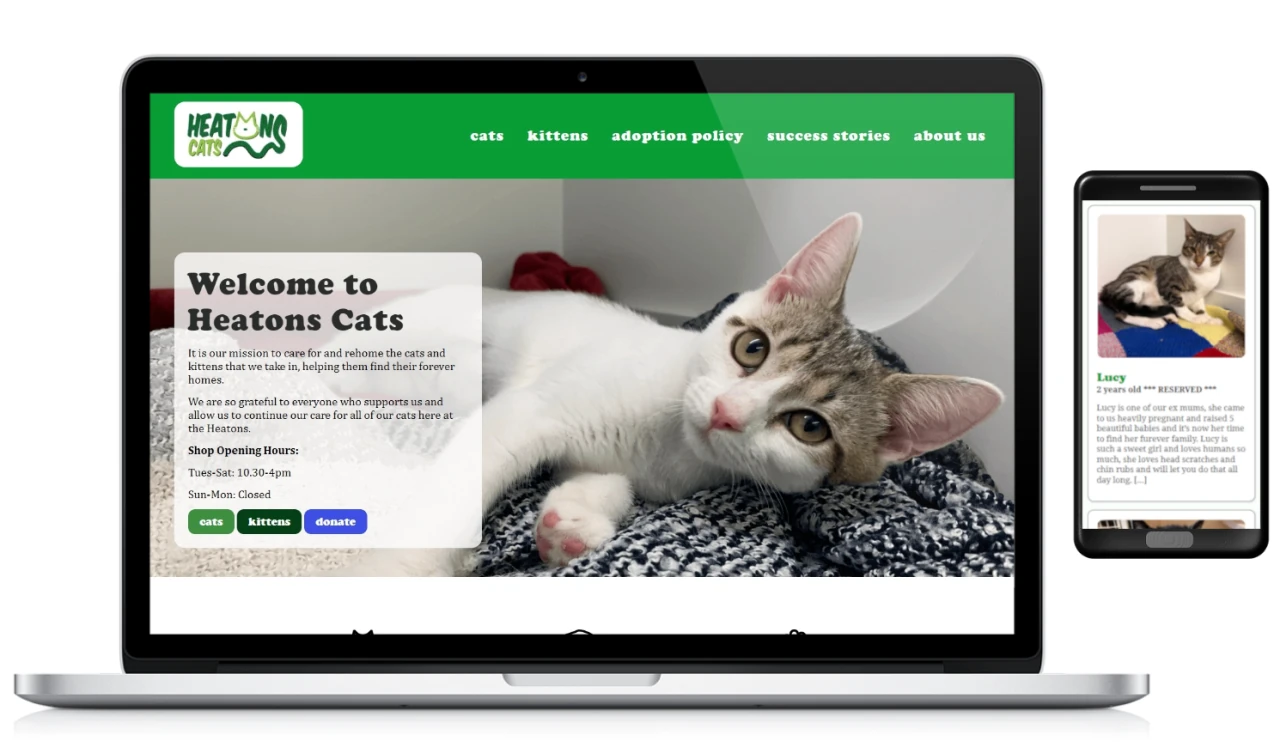 HEATONS
CATS
cats kittens adoption policy success stories about us
Welcome to
Heatons Cats
It is our mission to care for and rehome the cats and
kittens that we take in, helping them find their forever
homes.
We are so grateful to everyone who supports us and
allow us to continue our care for all of our cats here at
the Heatons.
Shop Opening Hours:
Tues-Sat: 10.30-4pm
Sun-Mon: Closed
cats kittens donate
Lucy
2 years old *** RESERVED ***
Lucy is one of our ex mums, she came
to us heavily pregnant and raised 5
beautiful babies and it's now her time
to find her furever family. Lucy is
such a sweet girl and loves humans so
much, she loves head scratches and
chin rubs and will let you do that all
day long. [...]